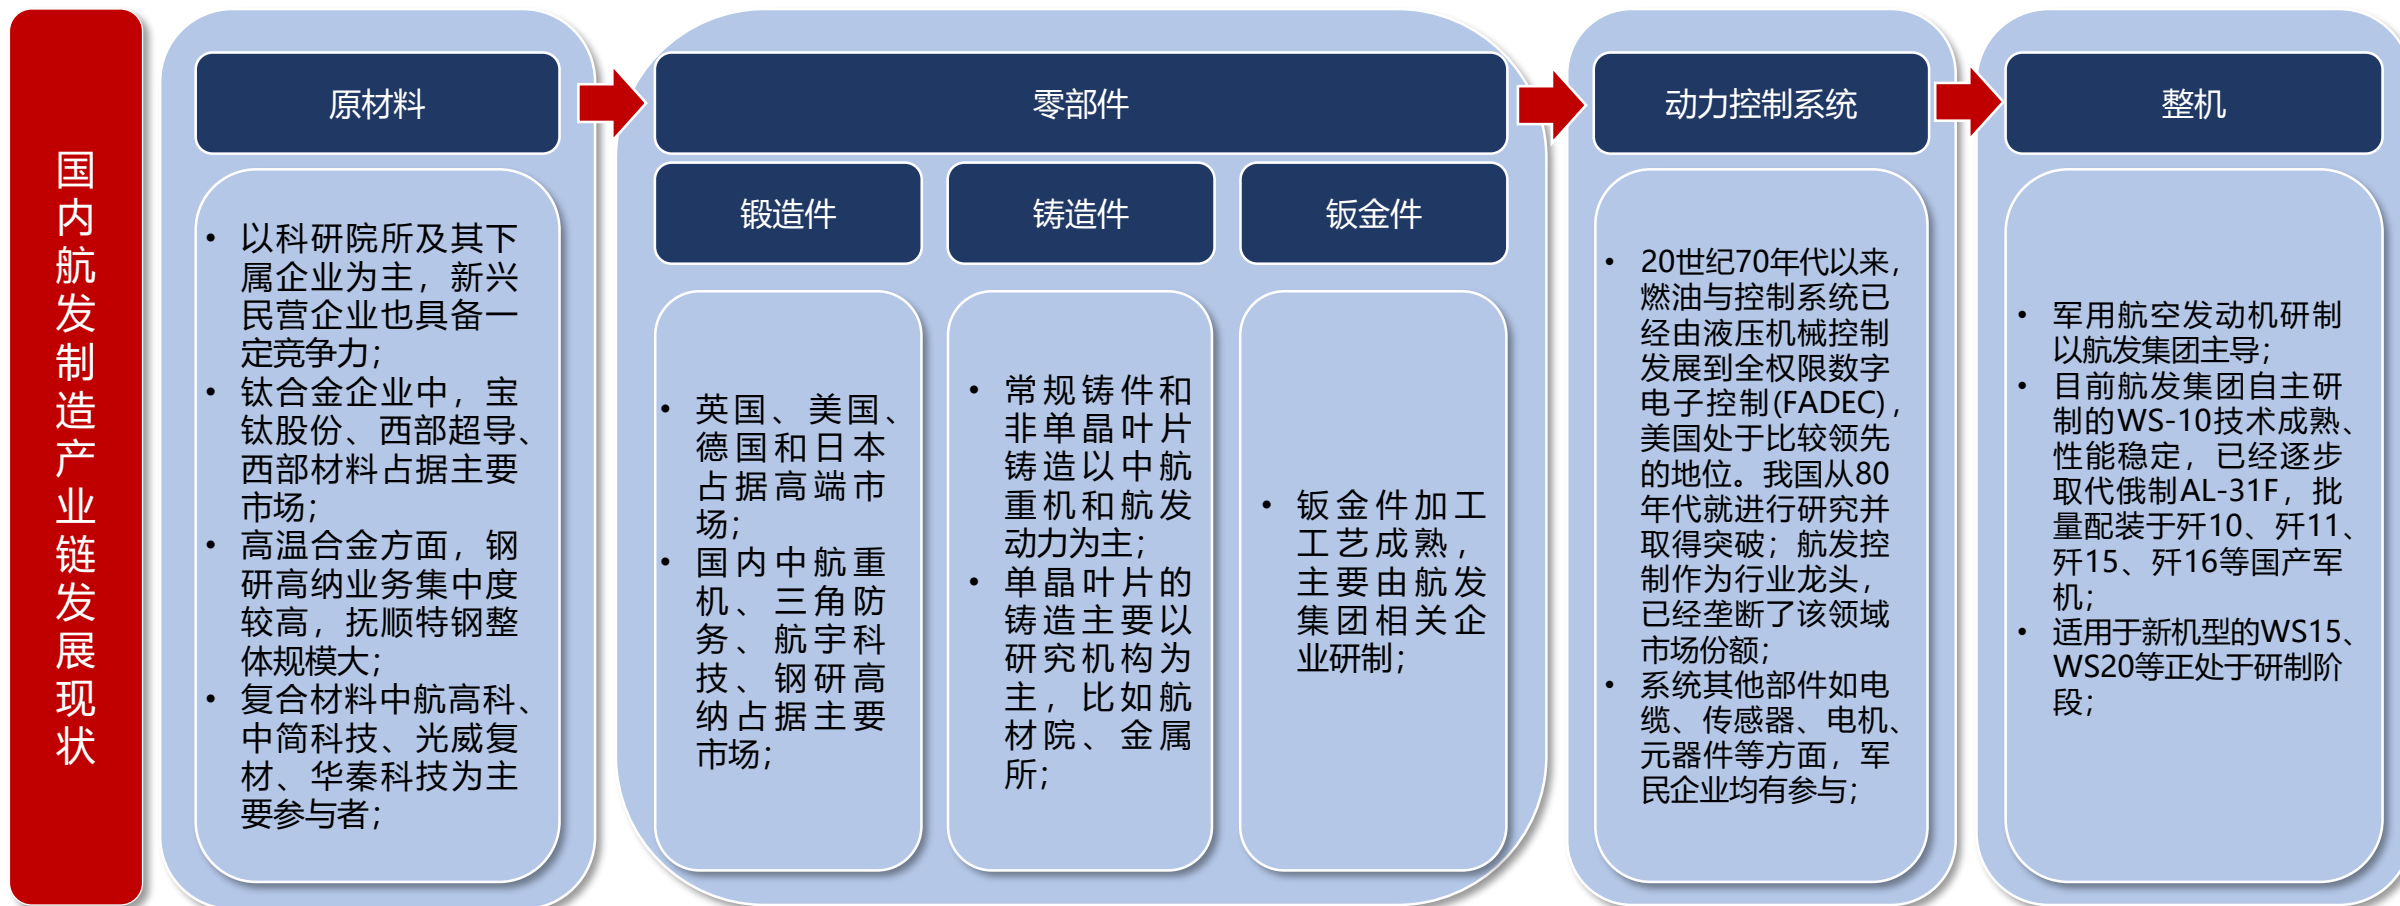 国内航发制造产业链发展现状
原材料
• 以科研院所及其下
属企业为主，新兴
民营企业也具备一
定竞争力；
• 钛合金企业中，宝
钛股份、西部超导、
西部材料占据主要
市场；
• 高温合金方面，钢
研高纳业务集中度
较高，抚顺特钢整
体规模大；
• 复合材料中航高科、
中简科技、光威复
材、华秦科技为主
要参与者；
零部件
锻造件
• 英国、美国、
德国和日本
占据高端市
场；
• 国内中航重
机、三角防
务、航宇科
技、钢研高
纳占据主要
市场；
铸造件
• 常规铸件和
非单晶叶片
铸造以中航
重机和航发
动力为主；
• 单晶叶片的
铸造主要以
研究机构为
主，比如航
材院、金属
所；
钣金件
• 钣金件加工
工艺成熟，
主要由航发
集团相关企
业研制；
动力控制系统
• 20世纪70年代以来，
燃油与控制系统已
经由液压机械控制
发展到全权限数字
电子控制(FADEC)，
美国处于比较领先
的地位。我国从80
年代就进行研究并
取得突破；航发控
制作为行业龙头，
已经垄断了该领域
市场份额；
• 系统其他部件如电
缆、传感器、电机、
元器件等方面，军
民企业均有参与；
整机
• 军用航空发动机研制
以航发集团主导；
• 目前航发集团自主研
制的WS-10技术成熟、
性能稳定，已经逐步
取代俄制AL-31F，批
量配装于歼10、歼11、
歼15、歼16等国产军
机；
• 适用于新机型的WS15、
WS20等正处于研制阶
段；